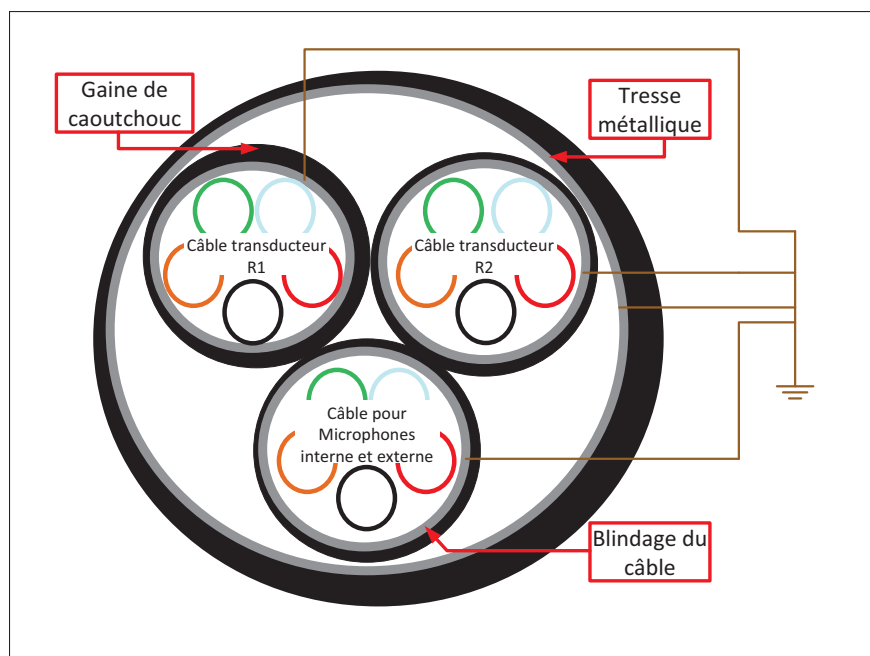 Gaine de
caoutchouc
Tresse
métallique
Câble transducteur
R1
Câble transducteur
R2
Câble pour
Microphones
interne et externe
Blindage du
câble